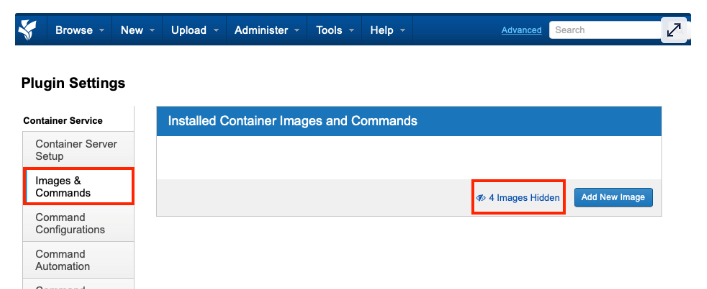 Browse New Upload Administer Tools Help Advanced Search
Plugin Settings
Container Service
Container Server
Setup
Images &
Commands
Command
Configurations
Command
Automation
Installed Container Images and Commands
4 Images Hidden Add New Image